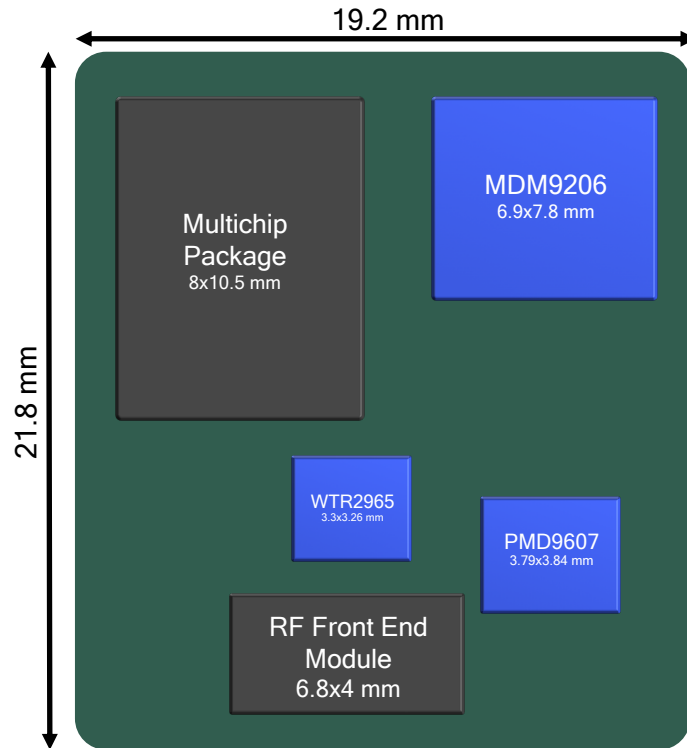 19.2 mm
21.8 mm
Multichip
Package
8x10.5 mm
MDM9206
6.9x7.8 mm
WTR2965
3.3x3.26 mm
PMD9607
3.79x3.84 mm
RF Front End
Module
6.8x4 mm